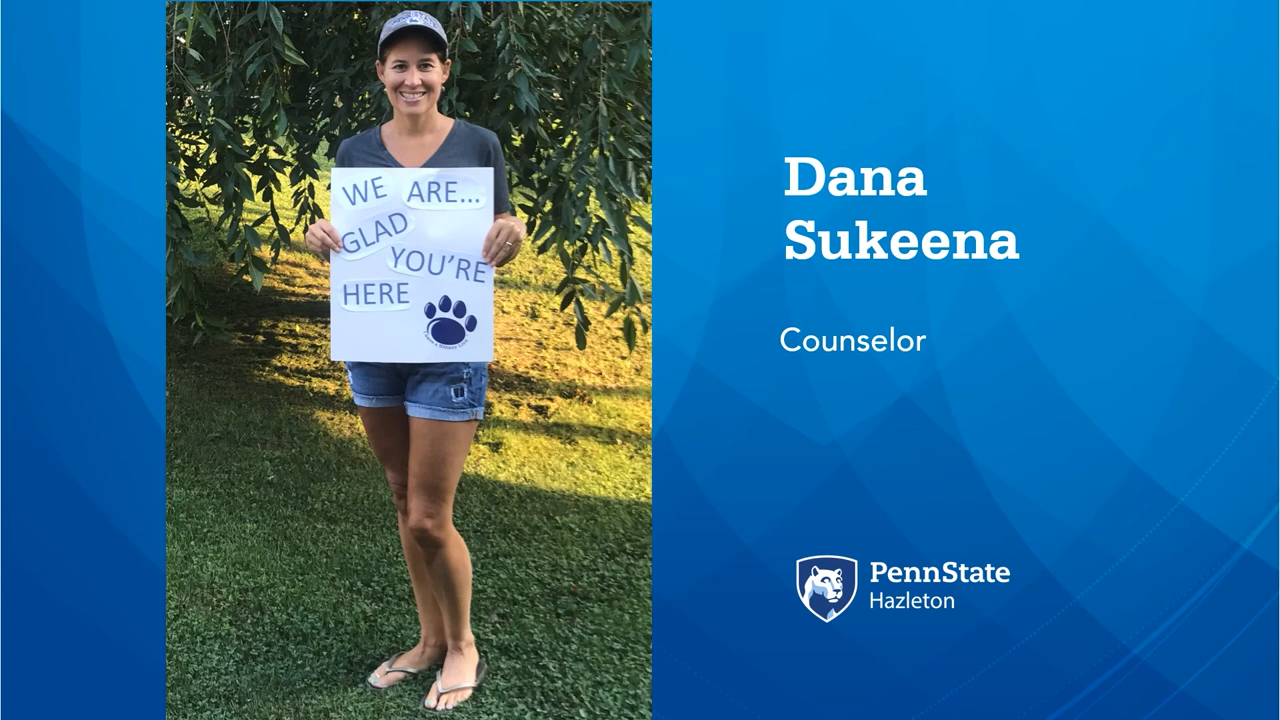 WE ARE...
GLAD
YOU'RE
HERE
Dana
Sukeena
Counselor
PennState
Hazleton